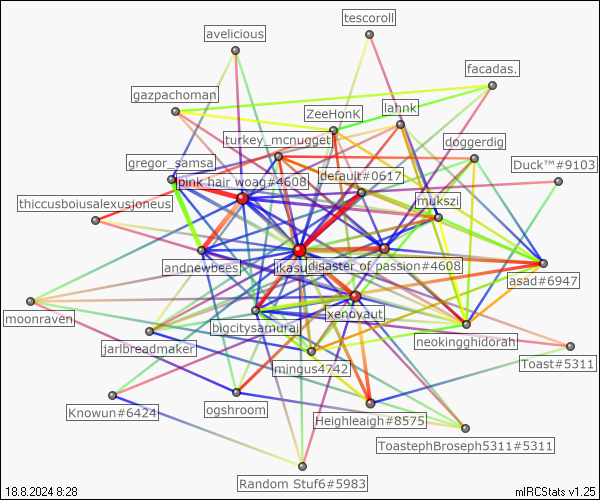 tescoroll
avelicious
facadas.
gazpachoman
lahnk
ZeeHonK
turkey_mcnugget
doggerdig
gregor_samsa
Duck™#9103
default#0617
pink hair woag#4608
mukszi
thiccusboiusalexusjoneus
andnewbees
disaster of passion#4608
asad#6947
moonraven
xenoyaut
bigcitysamurai
neokingghidorah
jarlbreadmaker
mingus4742
Toast#5311
Knowun#6424
ogshroom
Heighleaigh#8575
ToastephBroseph5311#5311
Random Stuf6#5983
18.8.2024 8:28
mIRCStats v1.25